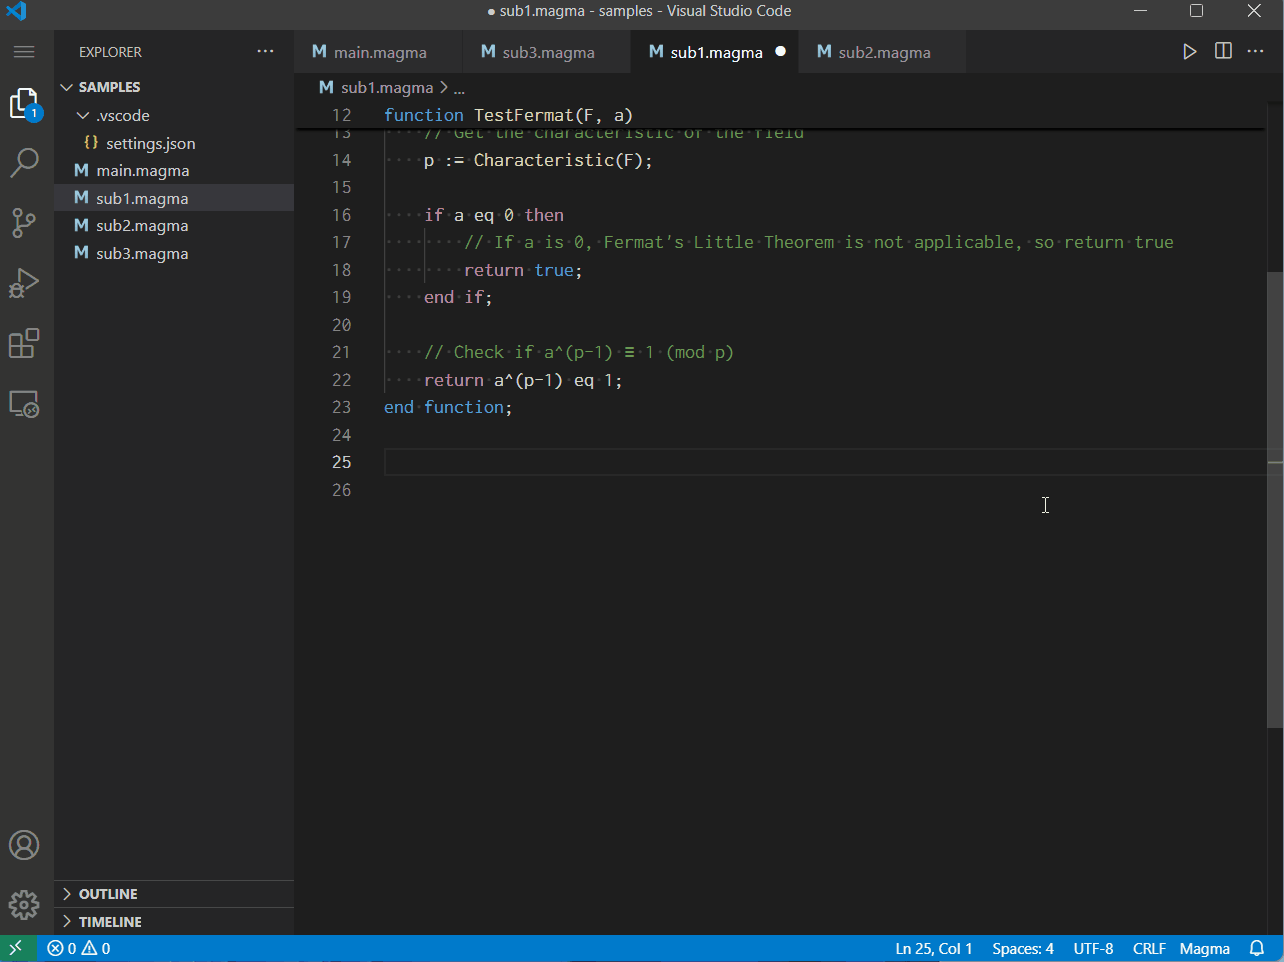 ● sub1.magma - samples - Visual Studio Code
EXPLORER
SAMPLES
.vscode
{} settings.json
M main.magma
M sub1.magma
M sub2.magma
M sub3.magma
OUTLINE
TIMELINE
1
M main.magma
M sub3.magma
M sub1.magma ●
M sub2.magma
M sub1.magma > ...
12 function TestFermat(F, a)
13 // Get the characteristic of the field
14 p := Characteristic(F);
15
16 if a eq 0 then
17 // If a is 0, Fermat's Little Theorem is not applicable, so return true
18 return true;
19 end if;
20
21 // Check if a^(p-1) ≡ 1 (mod p)
22 return a^(p-1) eq 1;
23 end function;
24
25
26
0 0
Ln 25, Col 1 Spaces: 4 UTF-8 CRLF Magma